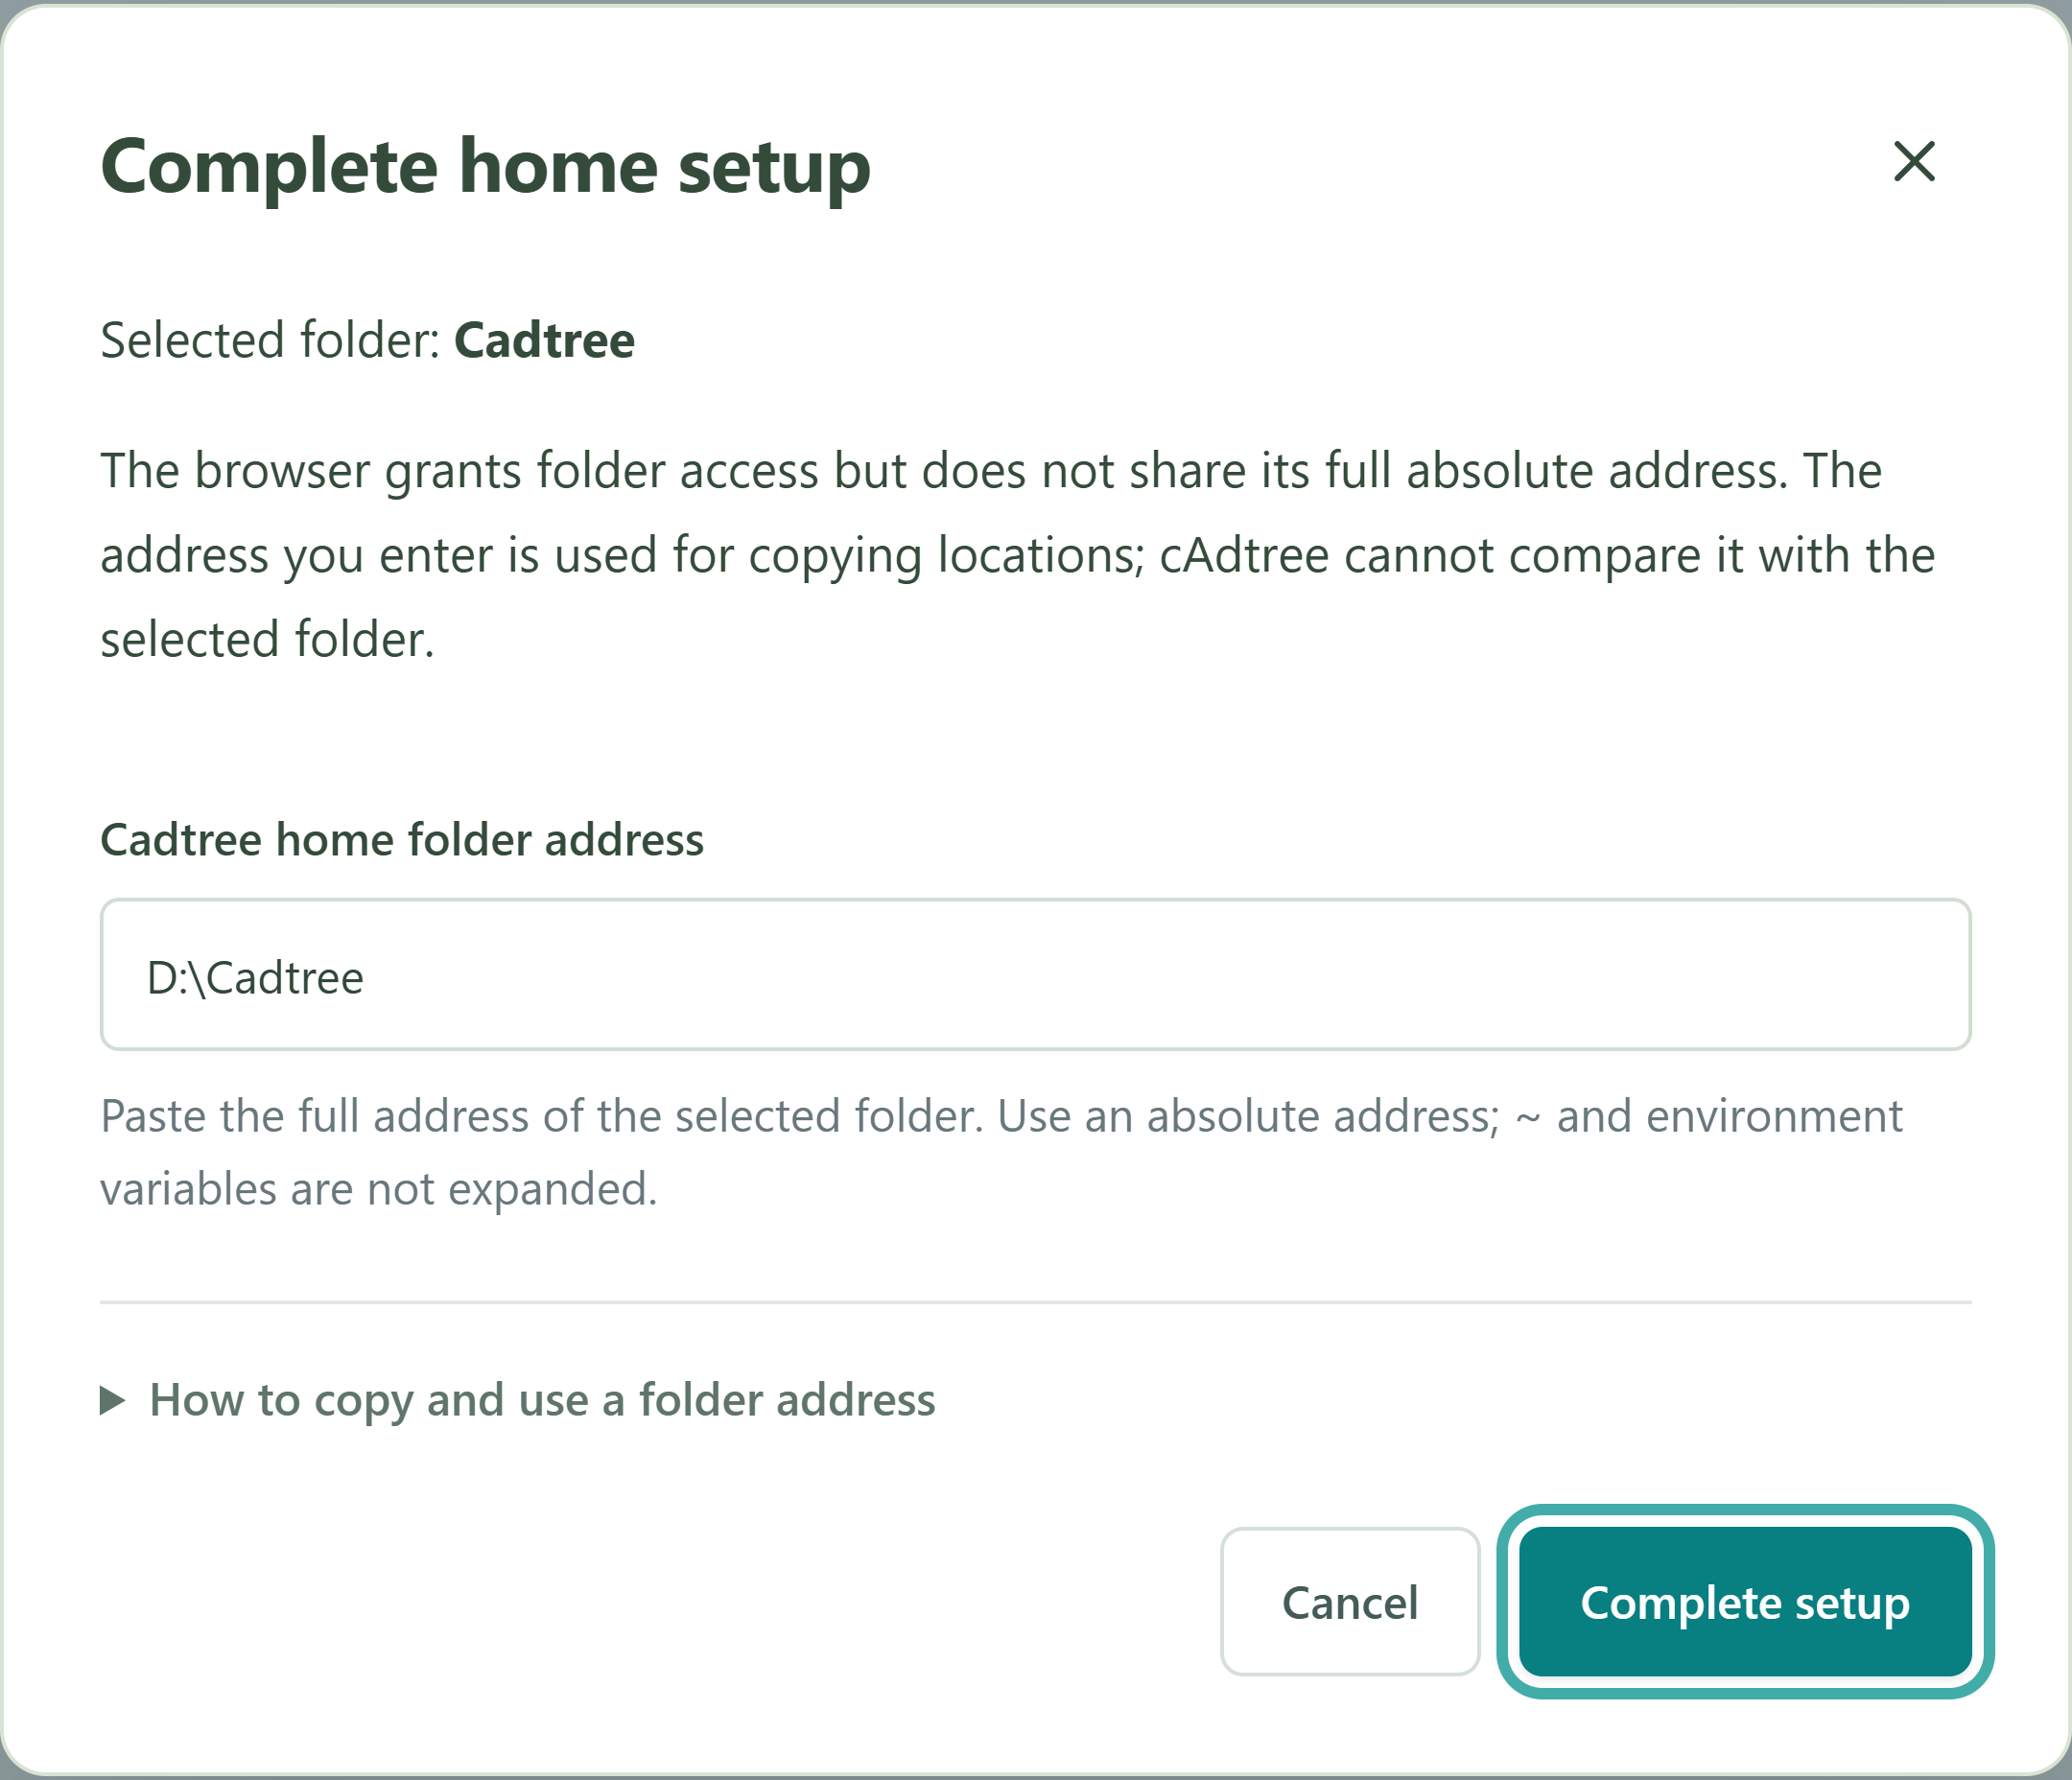 Complete home setup
Selected folder: Cadtree
The browser grants folder access but does not share its full absolute address. The
address you enter is used for copying locations; cAdtree cannot compare it with the
selected folder.
Cadtree home folder address
D:\Cadtree
Paste the full address of the selected folder. Use an absolute address; ~ and environment
variables are not expanded.
How to copy and use a folder address
Cancel
Complete setup